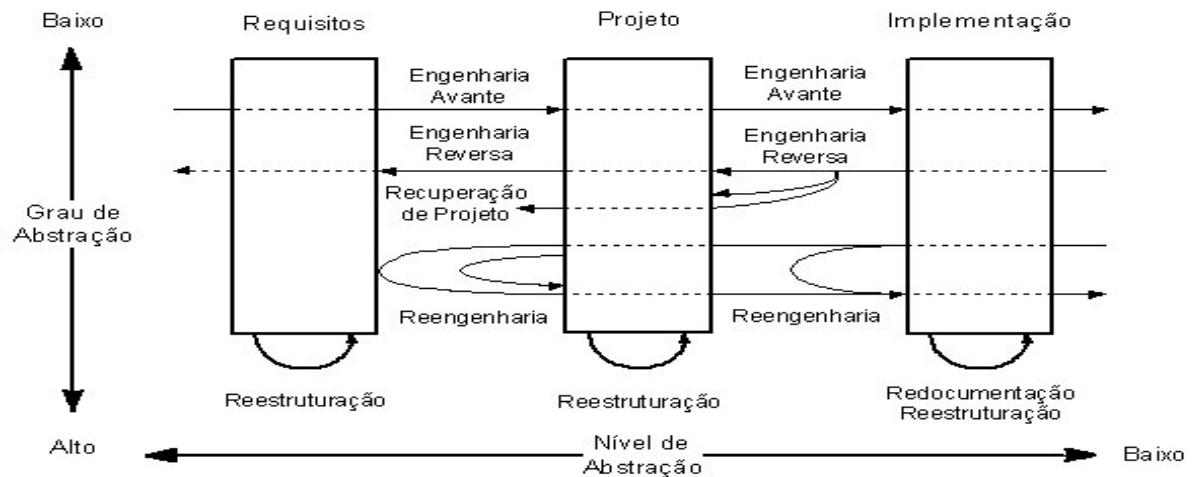 Baixo
Requisitos
Projeto
Implementação
Engenharia
Avante
Engenharia
Avante
Engenharia
Reversa
Engenharia
Reversa
Recuperação
de Projeto
Grau de
Abstração
Reengenharia
Reengenharia
Reestruturação
Reestruturação
Redocumentação
Reestruturação
Alto
Nível de
Abstração
Baixo